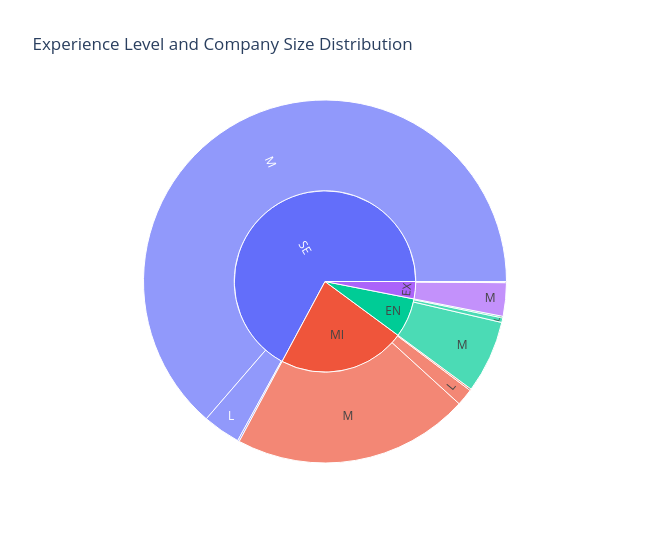 Experience Level and Company Size Distribution
M
SE
EX
M
EN
MI
M
L
L
M